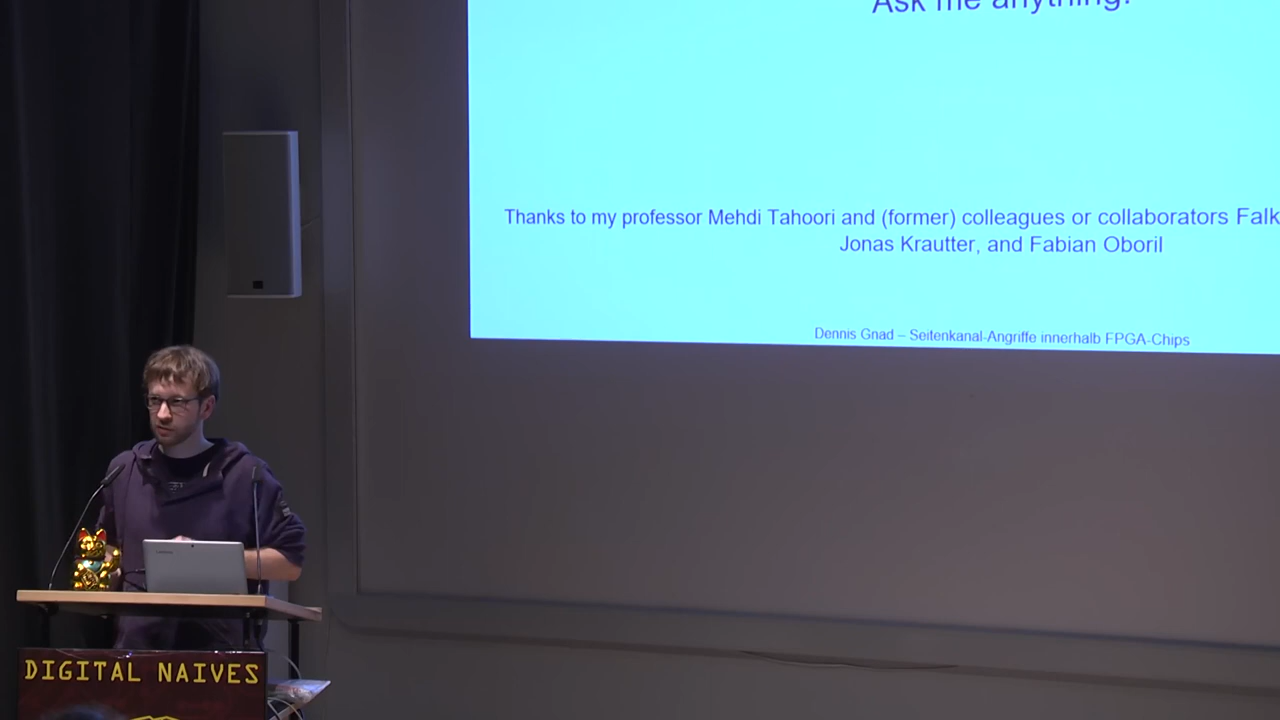 Ask me anything!
Thanks to my professor Mehdi Tahoori and (former) colleagues or collaborators Falk
Jonas Krautter, and Fabian Oboril
Dennis Gnad – Seitenkanal-Angriffe innerhalb FPGA-Chips
DIGITAL NAIVES